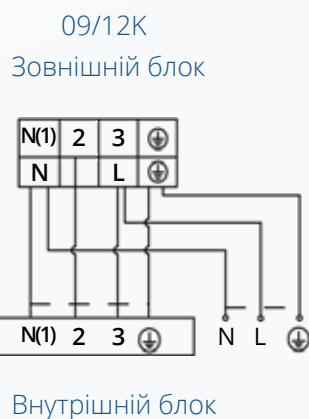 09/12K
Зовнішній блок
N(1) 2 3
N L
N(1) 2 3 N L
Внутрішній блок